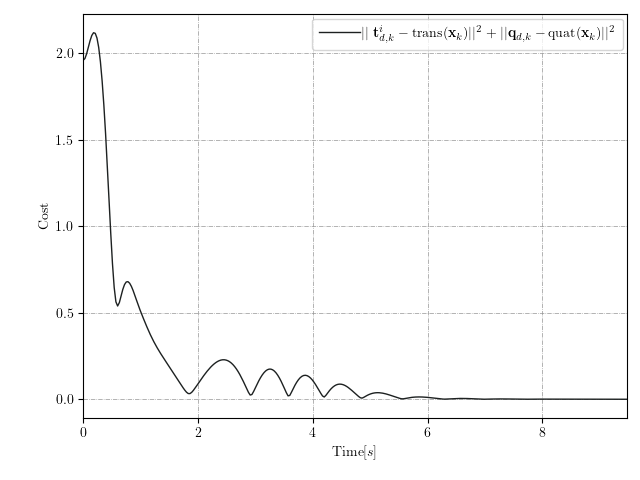 || t^i_{d,k} − trans(x_k)||² + ||q_{d,k} − quat(x_k)||²
2.0
1.5
1.0
0.5
0.0
Cost
0 2 4 6 8
Time[s]